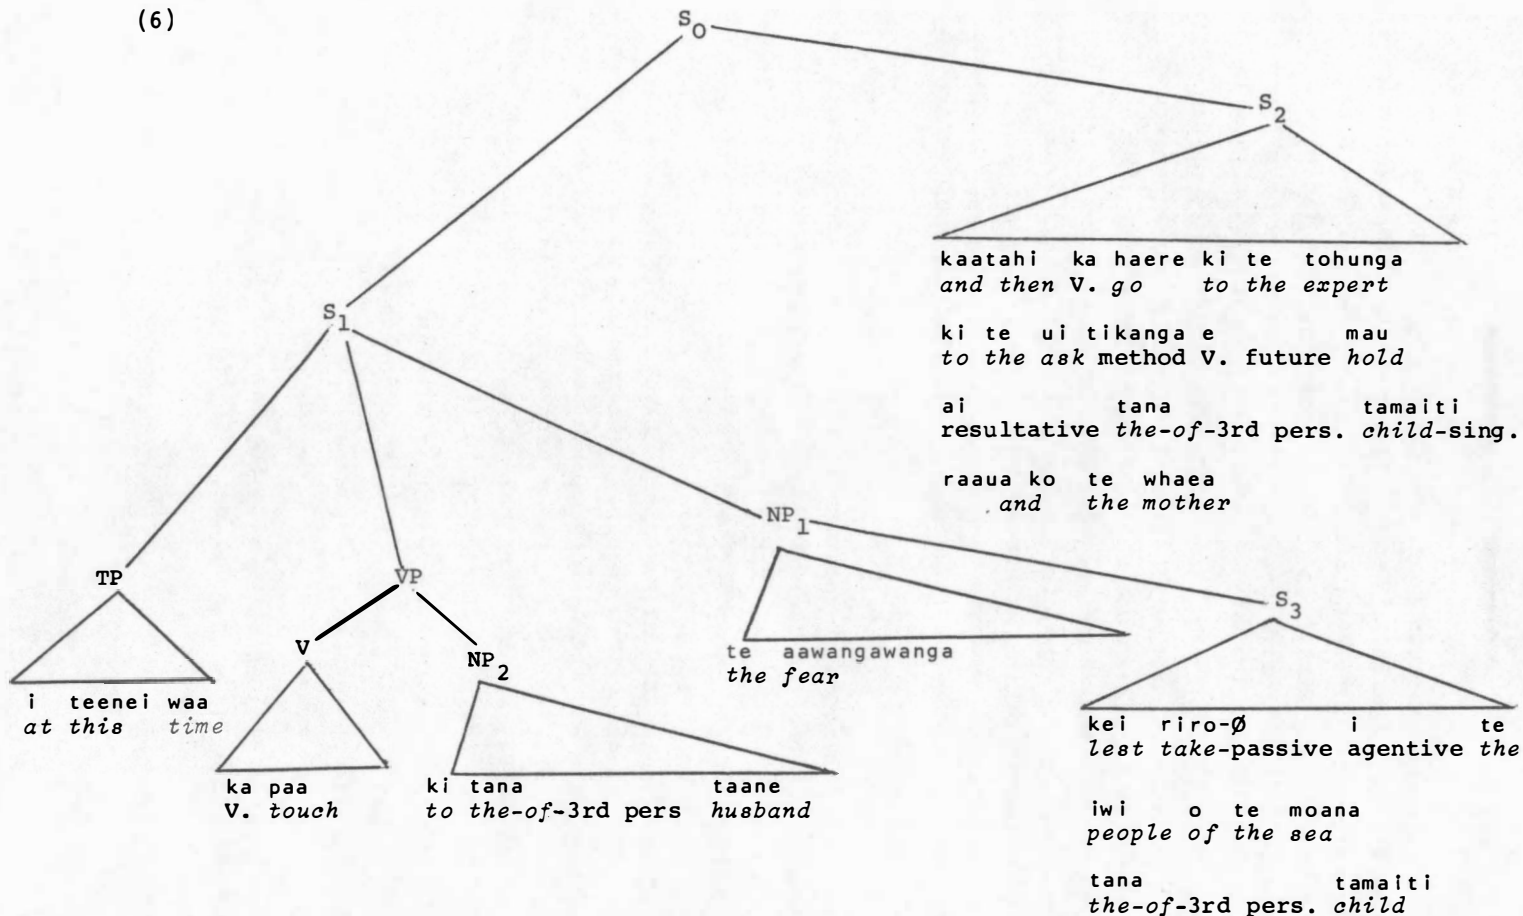 (6)
S0
S2
kaatahi ka haere ki te tohunga
and then V. go to the expert
ki te ui tikanga e mau
to the ask method V. future hold
ai tana tamaiti
resultative the-of-3rd pers. child-sing.
raaua ko te whaea
and the mother
S1
NP1
TP
VP
S3
V
NP2
te aawangawanga
the fear
i teenei waa
at this time
kei riro-Ø i te
lest take-passive agentive the
ka paa
V. touch
ki tana taane
to the-of-3rd pers husband
iwi o te moana
people of the sea
tana tamaiti
the-of-3rd pers. child